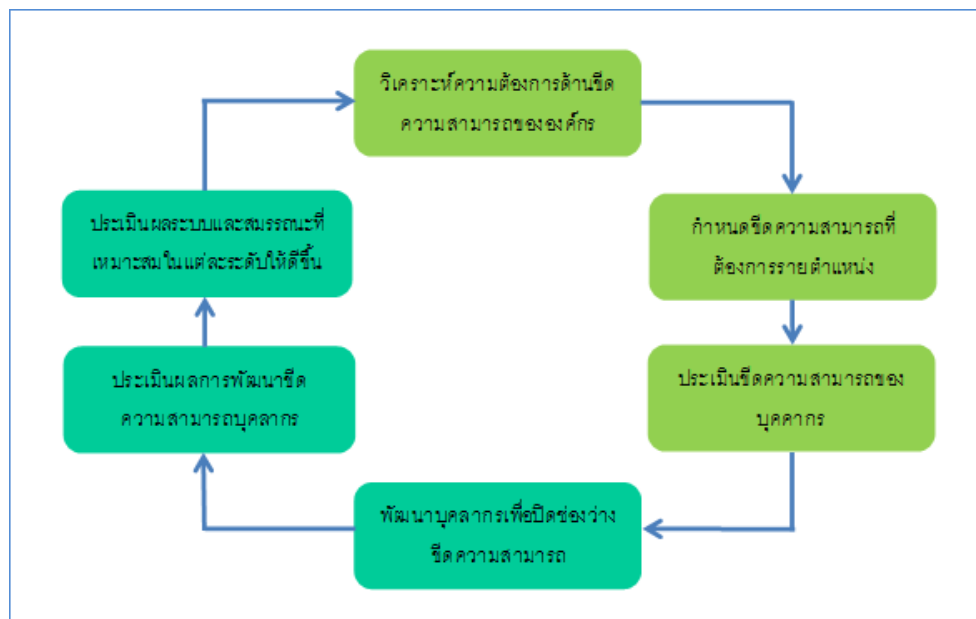 วิเคราะห์ความต้องการด้านขีด
ความสามารถขององค์กร
กำหนดขีดความสามารถที่
ต้องการรายตำแหน่ง
ประเมินขีดความสามารถของ
บุคคากร
พัฒนาบุคลากรเพื่อปิดช่องว่าง
ขีดความสามารถ
ประเมินผลการพัฒนาขีด
ความสามารถบุคลากร
ประเมินผลระบบและสมรรถนะที่
เหมาะสมในแต่ละระดับให้ดีขึ้น